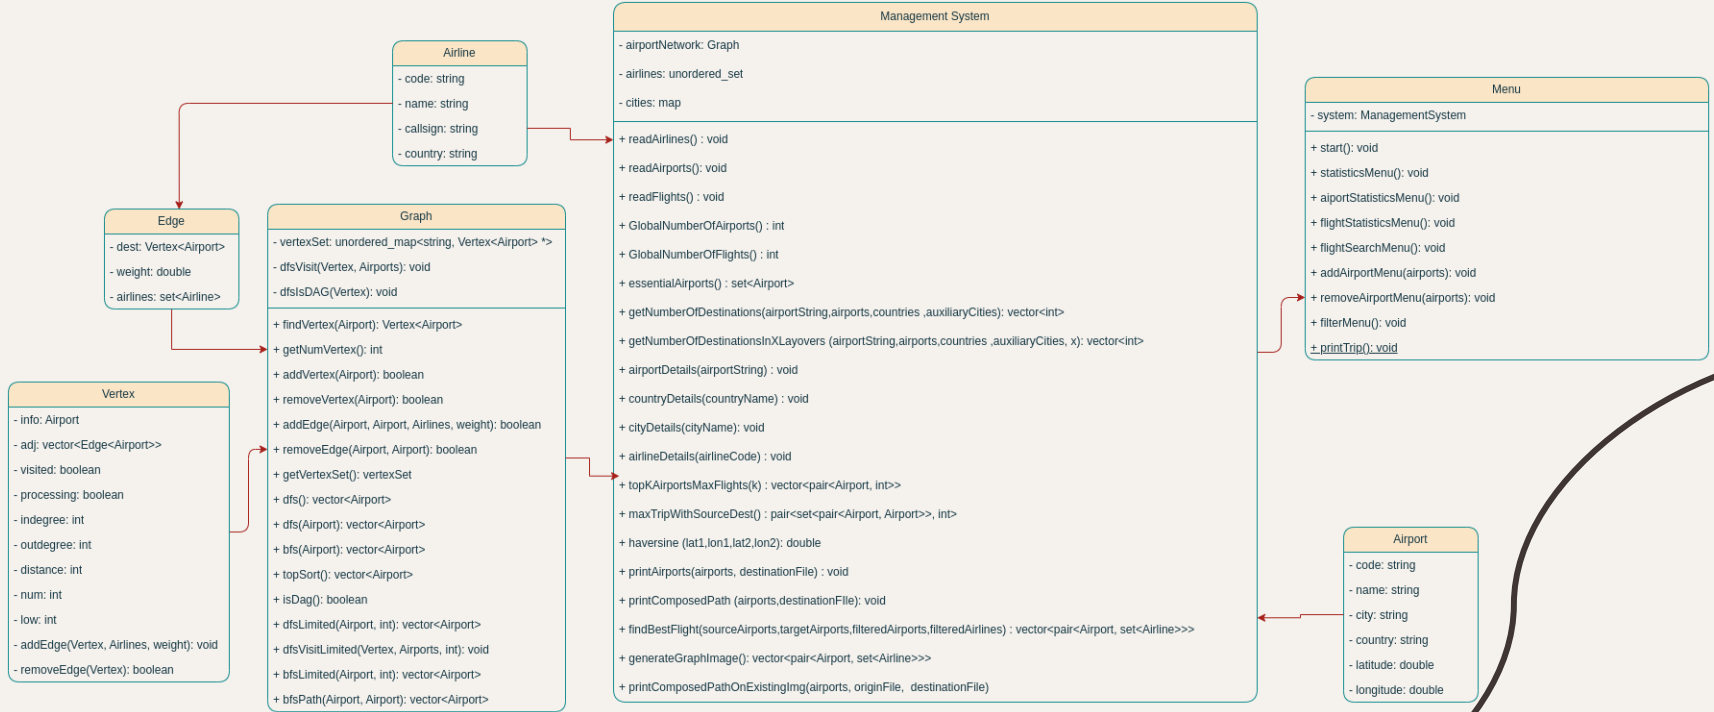 Airline
- code: string
- name: string
- callsign: string
- country: string
Edge
- dest: Vertex<Airport>
- weight: double
- airlines: set<Airline>
Vertex
- info: Airport
- adj: vector<Edge<Airport>>
- visited: boolean
- processing: boolean
- indegree: int
- outdegree: int
- distance: int
- num: int
- low: int
- addEdge(Vertex, Airlines, weight): void
- removeEdge(Vertex): boolean
Graph
- vertexSet: unordered_map<string, Vertex<Airport> *>
- dfsVisit(Vertex, Airports): void
- dfsIsDAG(Vertex): void
+ findVertex(Airport): Vertex<Airport>
+ getNumVertex(): int
+ addVertex(Airport): boolean
+ removeVertex(Airport): boolean
+ addEdge(Airport, Airport, Airlines, weight): boolean
+ removeEdge(Airport, Airport): boolean
+ getVertexSet(): vertexSet
+ dfs(): vector<Airport>
+ dfs(Airport): vector<Airport>
+ bfs(Airport): vector<Airport>
+ topSort(): vector<Airport>
+ isDag(): boolean
+ dfsLimited(Airport, int): vector<Airport>
+ dfsVisitLimited(Vertex, Airports, int): void
+ bfsLimited(Airport, int): vector<Airport>
+ bfsPath(Airport, Airport): vector<Airport>
Management System
- airportNetwork: Graph
- airlines: unordered_set
- cities: map
+ readAirlines() : void
+ readAirports(): void
+ readFlights() : void
+ GlobalNumberOfAirports() : int
+ GlobalNumberOfFlights() : int
+ essentialAirports() : set<Airport>
+ getNumberOfDestinations(airportString,airports,countries ,auxiliaryCities): vector<int>
+ getNumberOfDestinationsInXLayovers (airportString,airports,countries ,auxiliaryCities, x): vector<int>
+ airportDetails(airportString) : void
+ countryDetails(countryName) : void
+ cityDetails(cityName): void
+ airlineDetails(airlineCode) : void
+ topKAirportsMaxFlights(k) : vector<pair<Airport, int>>
+ maxTripWithSourceDest() : pair<set<pair<Airport, Airport>>, int>
+ haversine (lat1,lon1,lat2,lon2): double
+ printAirports(airports, destinationFile) : void
+ printComposedPath (airports,destinationFIle): void
+ findBestFlight(sourceAirports,targetAirports,filteredAirports,filteredAirlines) : vector<pair<Airport, set<Airline>>>
+ generateGraphImage(): vector<pair<Airport, set<Airline>>>
+ printComposedPathOnExistingImg(airports, originFile,  destinationFile)
Menu
- system: ManagementSystem
+ start(): void
+ statisticsMenu(): void
+ aiportStatisticsMenu(): void
+ flightStatisticsMenu(): void
+ flightSearchMenu(): void
+ addAirportMenu(airports): void
+ removeAirportMenu(airports): void
+ filterMenu(): void
+ printTrip(): void
Airport
- code: string
- name: string
- city: string
- country: string
- latitude: double
- longitude: double